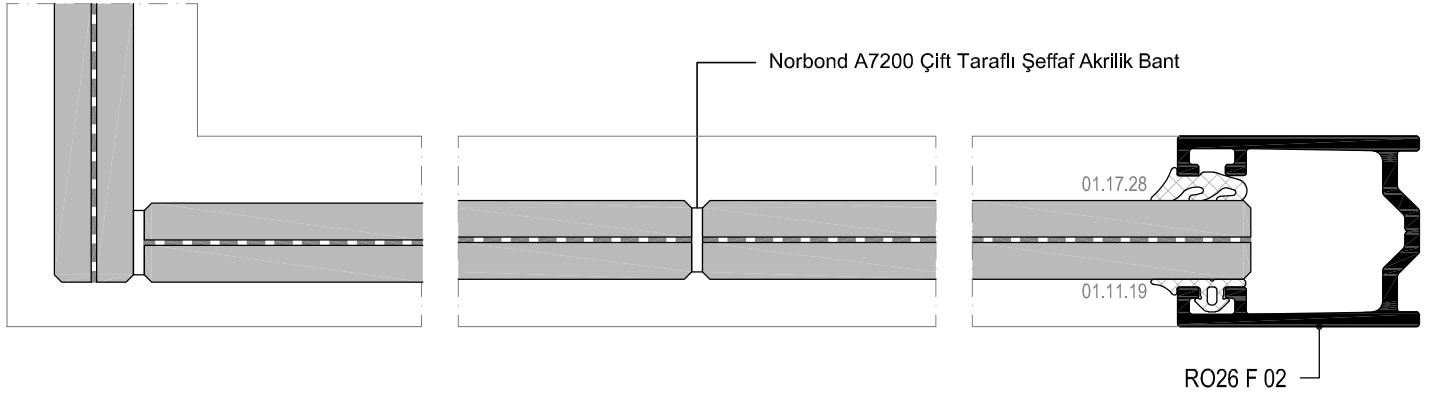 Norbond A7200 Çift Taraflı Şeffaf Akrilik Bant
01.17.28
01.11.19
RO26 F 02